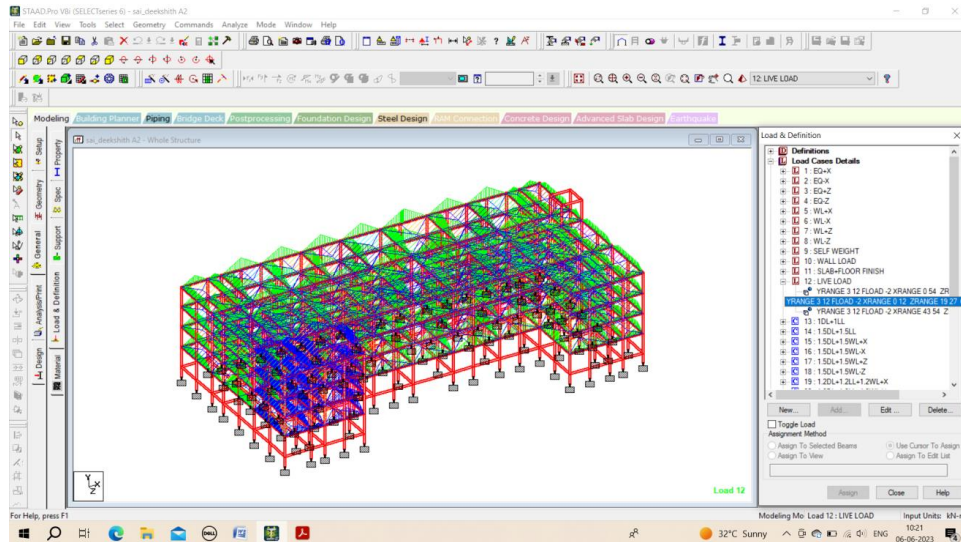 STAAD.Pro V8i (SELECTseries 6) - sai_deekshith A2
File Edit View Tools Select Geometry Commands Analyze Mode Window Help
12: LIVE LOAD
Modeling Building Planner Piping Bridge Deck Postprocessing Foundation Design Steel Design RAM Connection Concrete Design Advanced Slab Design Earthquake
sai_deekshith A2 - Whole Structure
Setup
Geometry
General
Analysis/Print
Design
Property
Spec
Support
Load & Definition
Material
Y
X
Z
Load 12
Load & Definition
Definitions
Load Cases Details
1 : EQ+X
2 : EQ-X
3 : EQ+Z
4 : EQ-Z
5 : WL+X
6 : WL-X
7 : WL+Z
8 : WL-Z
9 : SELF WEIGHT
10 : WALL LOAD
11 : SLAB+FLOOR FINISH
12 : LIVE LOAD
YRANGE 3 12 FLOAD -2 XRANGE 0 54 ZR
YRANGE 3 12 FLOAD -2 XRANGE 0 12 ZRANGE 19 27
YRANGE 3 12 FLOAD -2 XRANGE 43 54 Z
13 : 1DL+1LL
14 : 1.5DL+1.5LL
15 : 1.5DL+1.5WL+X
16 : 1.5DL+1.5WL-X
17 : 1.5DL+1.5WL+Z
18 : 1.5DL+1.5WL-Z
19 : 1.2DL+1.2LL+1.2WL+X
New... Add... Edit ... Delete...
Toggle Load
Assignment Method
Assign To Selected Beams Use Cursor To Assign
Assign To View Assign To Edit List
Assign Close Help
For Help, press F1
Modeling Mo Load 12 : LIVE LOAD Input Units: kN-
32°C Sunny ENG 10:21
06-06-2023